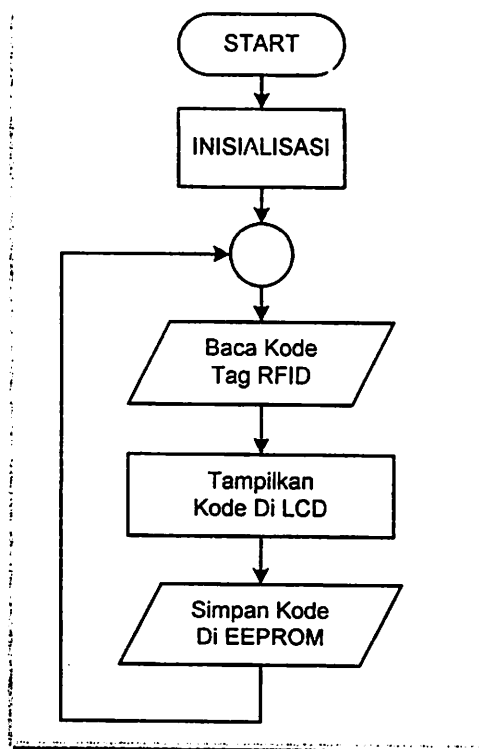 START
INISIALISASI
Baca Kode
Tag RFID
Tampilkan
Kode Di LCD
Simpan Kode
Di EEPROM